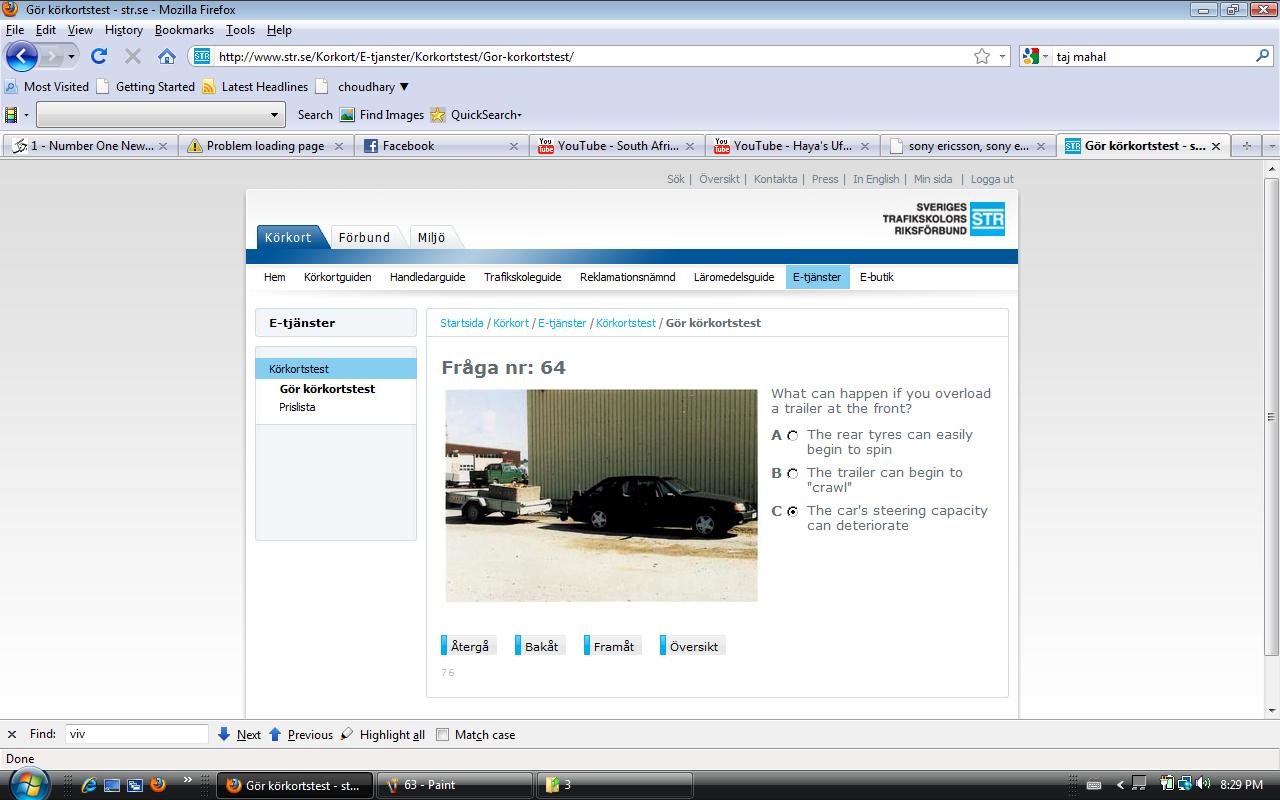 Gör körkortstest - str.se - Mozilla Firefox
File Edit View History Bookmarks Tools Help
STR http://www.str.se/Korkort/E-tjanster/Korkortstest/Gor-korkortstest/ taj mahal
Most Visited Getting Started Latest Headlines choudhary ▼
Search Find Images QuickSearch
1 - Number One New... Problem loading page Facebook YouTube - South Afri... YouTube - Haya's Uf... sony ericsson, sony e... Gör körkortstest - s...
Sök | Översikt | Kontakta | Press | In English | Min sida | Logga ut
SVERIGES
TRAFIKSKOLORS STR
RIKSFÖRBUND
Körkort Förbund Miljö
Hem Körkortguiden Handledarguide Trafikskoleguide Reklamationsnämnd Läromedelsguide E-tjänster E-butik
E-tjänster
Startsida / Körkort / E-tjänster / Körkortstest / Gör körkortstest
Körkortstest
Gör körkortstest
Prislista
Fråga nr: 64
What can happen if you overload
a trailer at the front?
A The rear tyres can easily
begin to spin
B The trailer can begin to
"crawl"
C The car's steering capacity
can deteriorate
Återgå Bakåt Framåt Översikt
76
Find: viv Next Previous Highlight all Match case
Done
Gör körkortstest - st... 63 - Paint 3 8:29 PM